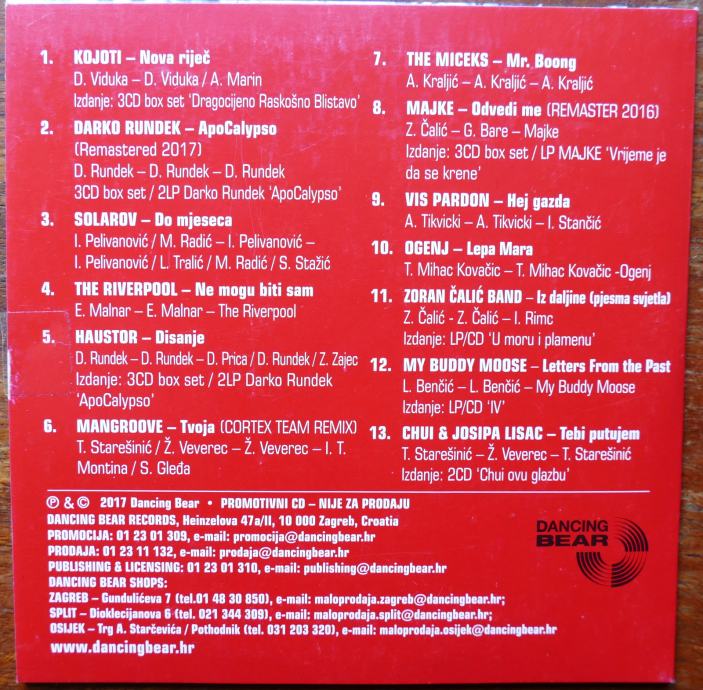 1. KOJOTI – Nova riječ
D. Viduka – D. Viduka / A. Marin
Izdanje: 3CD box set 'Dragocijeno Raskošno Blistavo'
2. DARKO RUNDEK – ApoCalypso
(Remastered 2017)
D. Rundek – D. Rundek – D. Rundek
3CD box set / 2LP Darko Rundek 'ApoCalypso'
3. SOLAROV – Do mjeseca
I. Pelivanović / M. Radić – I. Pelivanović –
I. Pelivanović / L. Tralić / M. Radić / S. Stažić
4. THE RIVERPOOL – Ne mogu biti sam
E. Malnar – E. Malnar – The Riverpool
5. HAUSTOR – Disanje
D. Rundek – D. Rundek – D. Prica / D. Rundek / Z. Zajec
Izdanje: 3CD box set / 2LP Darko Rundek
'ApoCalypso'
6. MANGROOVE – Tvoja (CORTEX TEAM REMIX)
T. Starešinić / Ž. Veverec – Ž. Veverec – I. T.
Montina / S. Gleđa
7. THE MICEKS – Mr. Boong
A. Kraljić – A. Kraljić – A. Kraljić
8. MAJKE – Odvedi me (REMASTER 2016)
Z. Čalić – G. Bare – Majke
Izdanje: 3CD box set / LP MAJKE 'Vrijeme je
da se krene'
9. VIS PARDON – Hej gazda
A. Tikvicki – A. Tikvicki – I. Stančić
10. OGENJ – Lepa Mara
T. Mihac Kovačic – T. Mihac Kovačic -Ogenj
11. ZORAN ČALIĆ BAND – Iz daljine (pjesma svjetla)
Z. Čalić - Z. Čalić – I. Rimc
Izdanje: LP/CD 'U moru i plamenu'
12. MY BUDDY MOOSE – Letters From the Past
L. Benčić – L. Benčić – My Buddy Moose
Izdanje: LP/CD 'IV'
13. CHUI & JOSIPA LISAC – Tebi putujem
T. Starešinić – Ž. Veverec – T. Starešinić
Izdanje: 2CD 'Chui ovu glazbu'
℗ & © 2017 Dancing Bear • PROMOTIVNI CD – NIJE ZA PRODAJU
DANCING BEAR RECORDS, Heinzelova 47a/II, 10 000 Zagreb, Croatia
PROMOCIJA: 01 23 01 309, e-mail: promocija@dancingbear.hr
PRODAJA: 01 23 11 132, e-mail: prodaja@dancingbear.hr
PUBLISHING & LICENSING: 01 23 01 310, e-mail: publishing@dancingbear.hr
DANCING BEAR SHOPS:
ZAGREB – Gundulićeva 7 (tel.01 48 30 850), e-mail: maloprodaja.zagreb@dancingbear.hr;
SPLIT – Dioklecijanova 6 (tel. 021 344 309), e-mail: maloprodaja.split@dancingbear.hr;
OSIJEK – Trg A. Starčevića / Pothodnik (tel. 031 203 320), e-mail: maloprodaja.osijek@dancingbear.hr
www.dancingbear.hr
DANCING
BEAR